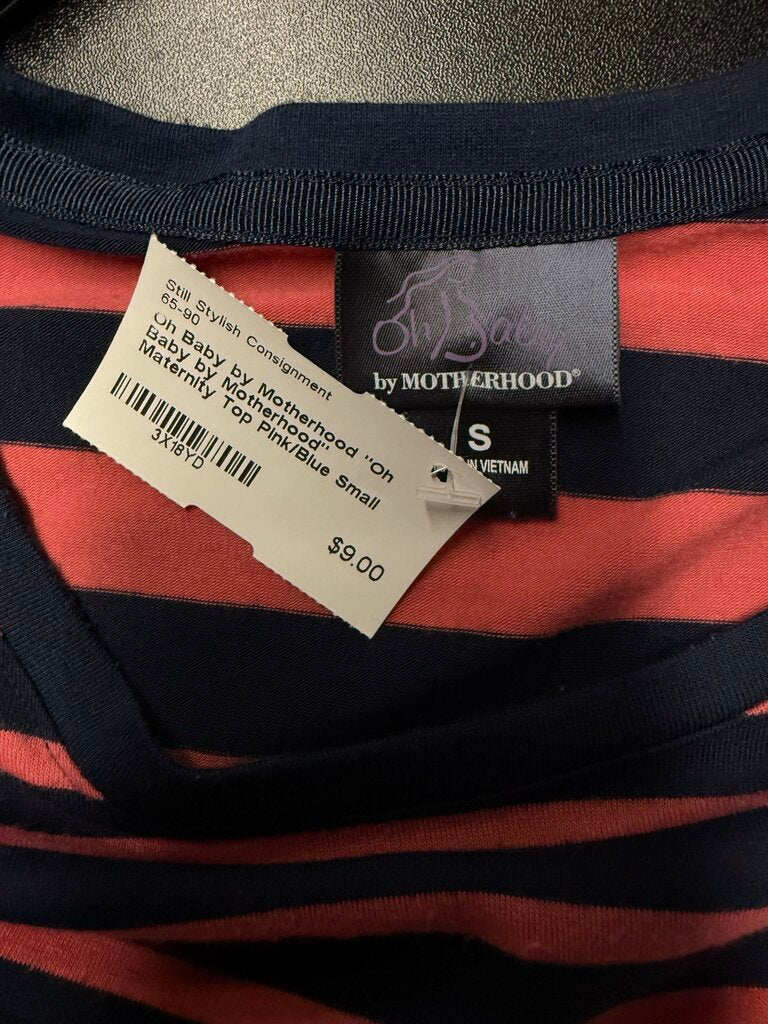 Still Stylish Consignment
65-90
Oh Baby by Motherhood "Oh
Baby by Motherhood"
Maternity Top Pink/Blue Small
3X18YD
$9.00
Oh Baby
by MOTHERHOOD®
S
IN VIETNAM